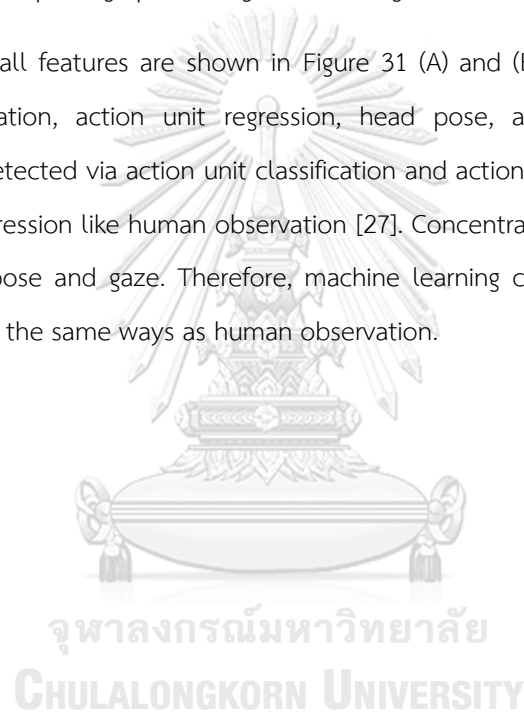 all features are shown in Figure 31 (A) and (
ation, action unit regression, head pose, a
etected via action unit classification and action
ression like human observation [27]. Concentra
pose and gaze. Therefore, machine learning c
the same ways as human observation.
จุฬาลงกรณ์มหาวิทยาลัย
CHULALONGKORN UNIVERSITY